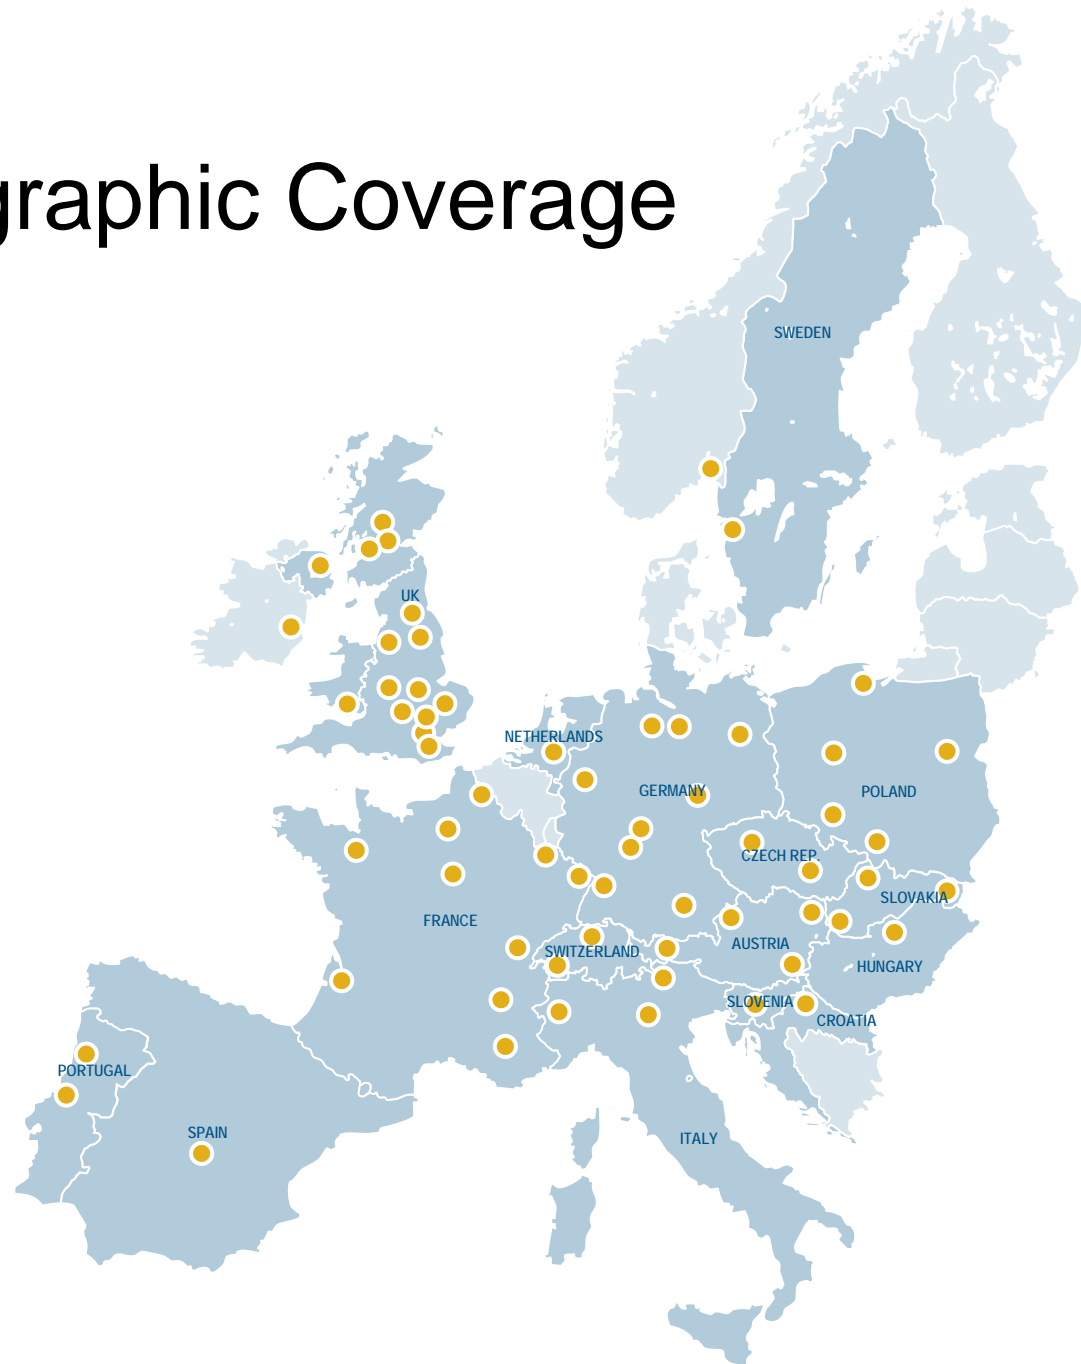 graphic Coverage
SWEDEN
UK
NETHERLANDS
GERMANY
POLAND
CZECH REP.
SLOVAKIA
FRANCE
SWITZERLAND
AUSTRIA
HUNGARY
SLOVENIA
CROATIA
PORTUGAL
SPAIN
ITALY